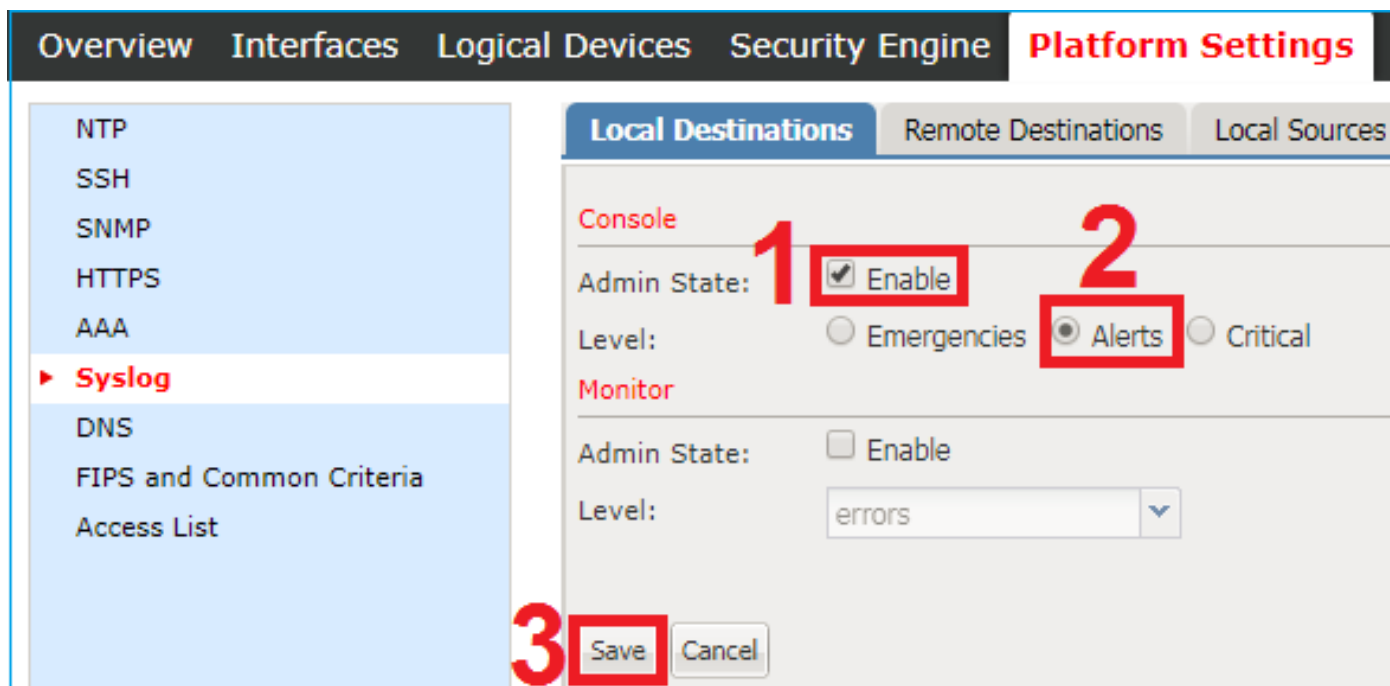 Overview Interfaces Logical Devices Security Engine Platform Settings
NTP
SSH
SNMP
HTTPS
AAA
Syslog
DNS
FIPS and Common Criteria
Access List
Local Destinations Remote Destinations Local Sources
Console
1 2
Admin State: Enable
Level: Emergencies Alerts Critical
Monitor
Admin State: Enable
Level: errors
3 Save Cancel